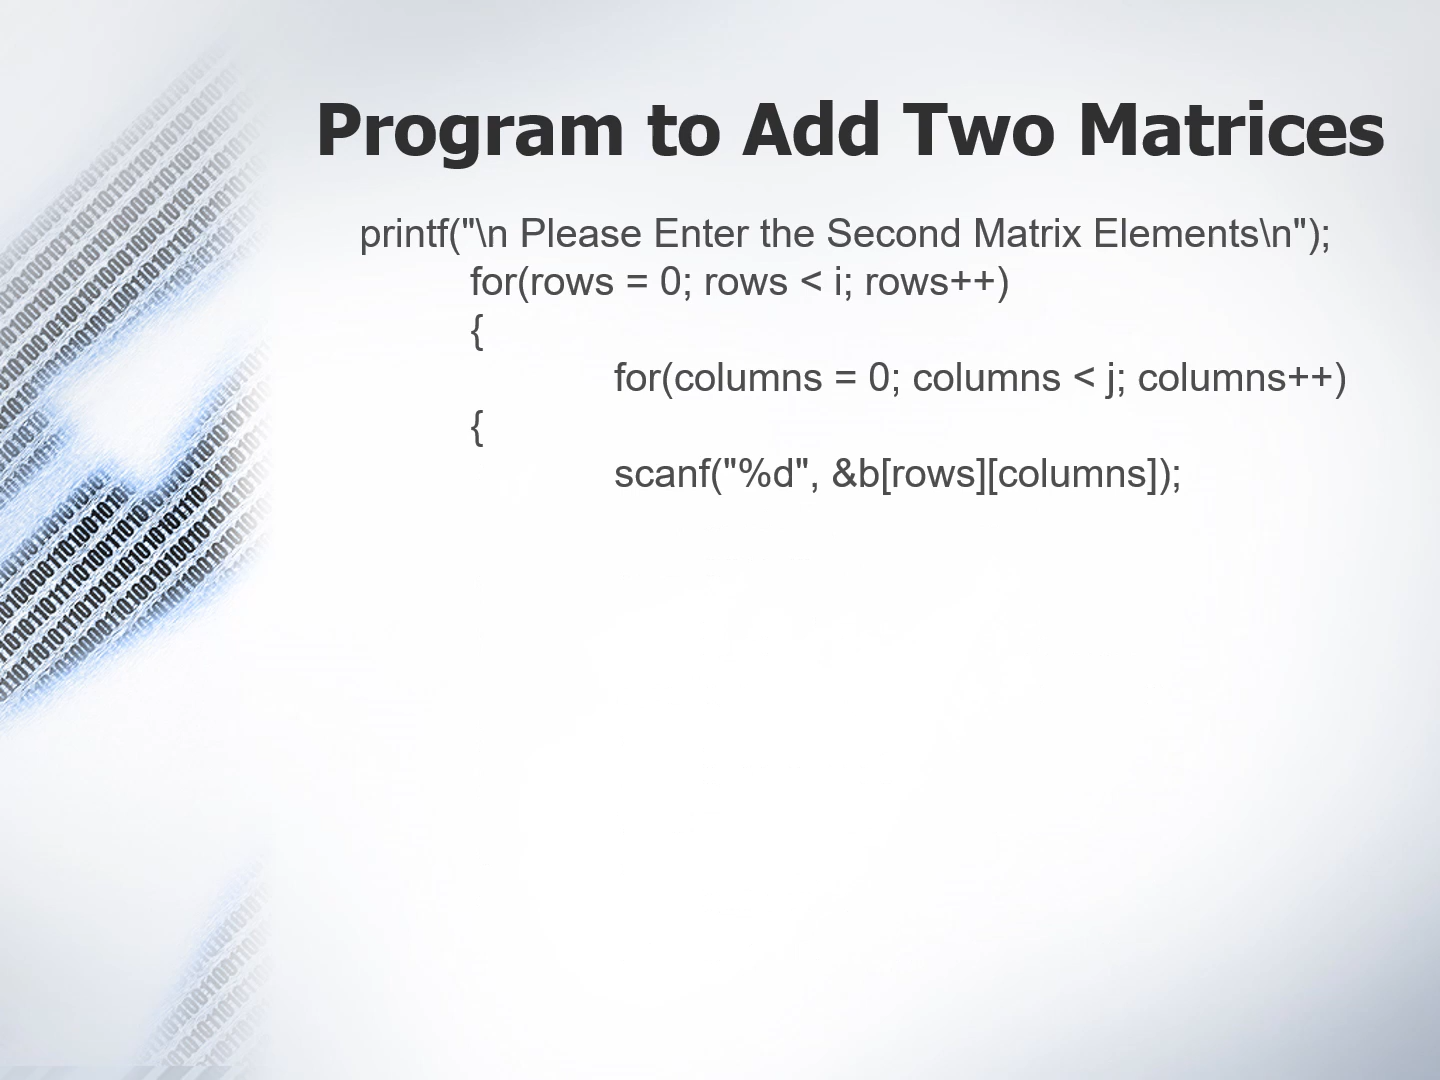 Program to Add Two Matrices
printf("\n Please Enter the Second Matrix Elements\n");
for(rows = 0; rows < i; rows++)
{
for(columns = 0; columns < j; columns++)
{
scanf("%d", &b[rows][columns]);